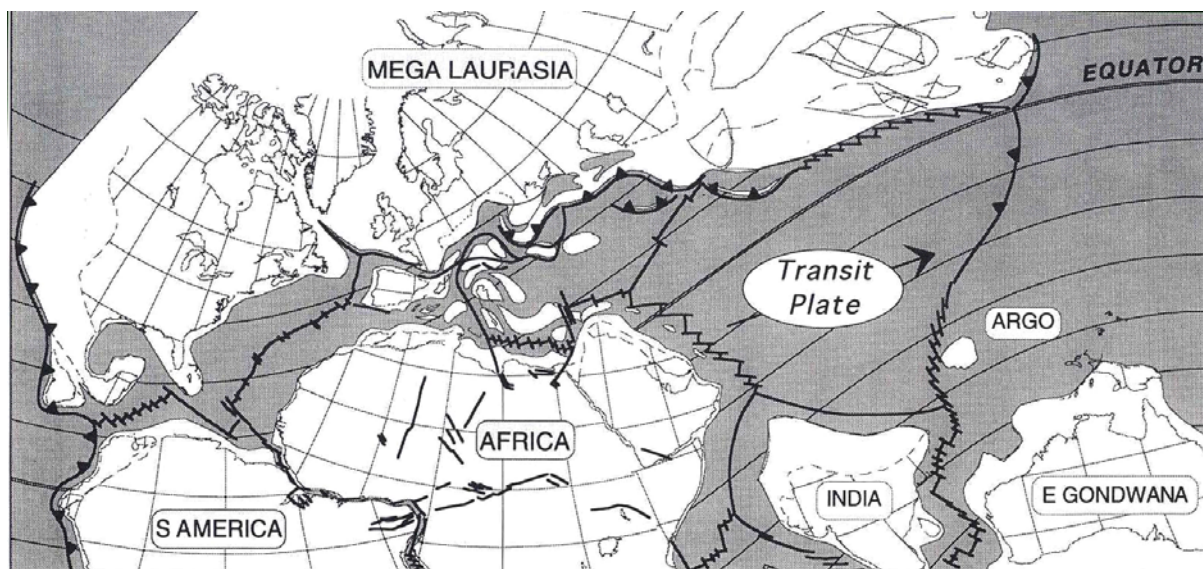 MEGA LAURASIA
EQUATOR
Transit
Plate
ARGO
AFRICA
S AMERICA
INDIA
E GONDWANA